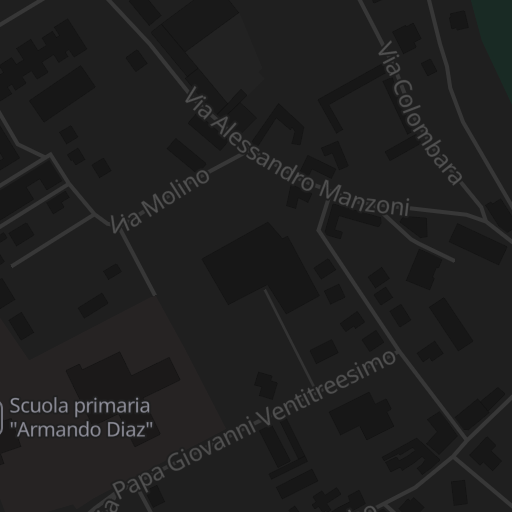 Via Colombara
Via Alessandro Manzoni
Via Molino
Papa Giovanni Ventitreesimo
Scuola primaria
"Armando Diaz"